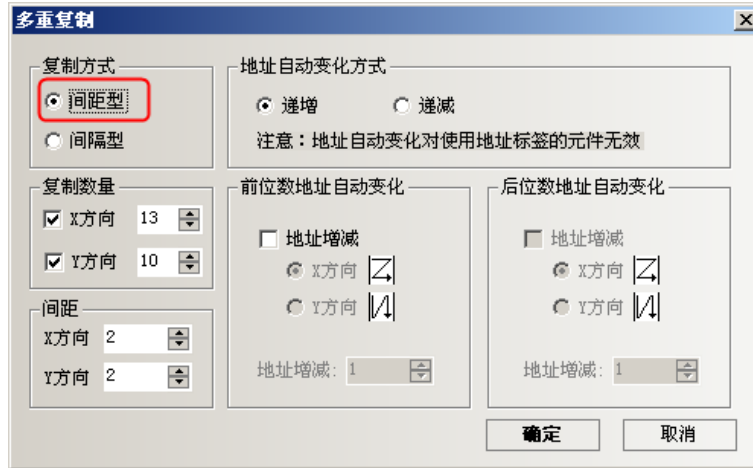 多重复制
复制方式
间距型
间隔型
地址自动变化方式
递增 递减
注意：地址自动变化对使用地址标签的元件无效
复制数量
X方向 13
Y方向 10
间距
X方向 2
Y方向 2
前位数地址自动变化
地址增减
X方向
Y方向
地址增减: 1
后位数地址自动变化
地址增减
X方向
Y方向
地址增减: 1
确定 取消